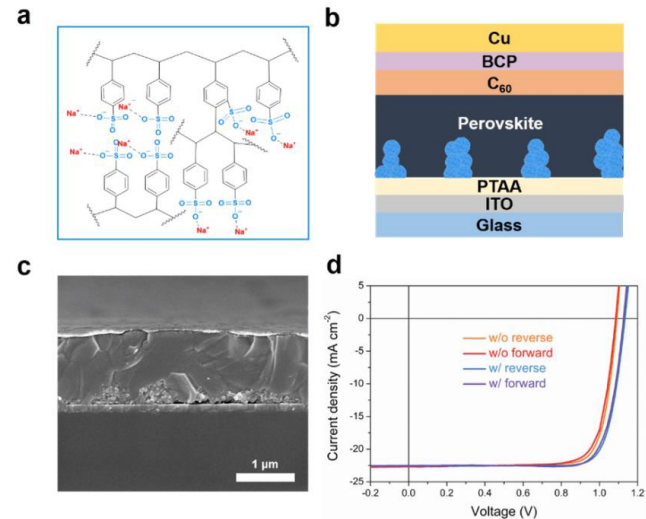 a
Na⁺ Na⁺
Na⁺ Na⁺
Na⁺ Na⁺
Na⁺ Na⁺
b
Cu
BCP
C₆₀
Perovskite
PTAA
ITO
Glass
c
1 µm
d
Current density (mA cm⁻²)
5
0
-5
-10
-15
-20
-25
w/o reverse
w/o forward
w/ reverse
w/ forward
-0.2 0.0 0.2 0.4 0.6 0.8 1.0 1.2
Voltage (V)